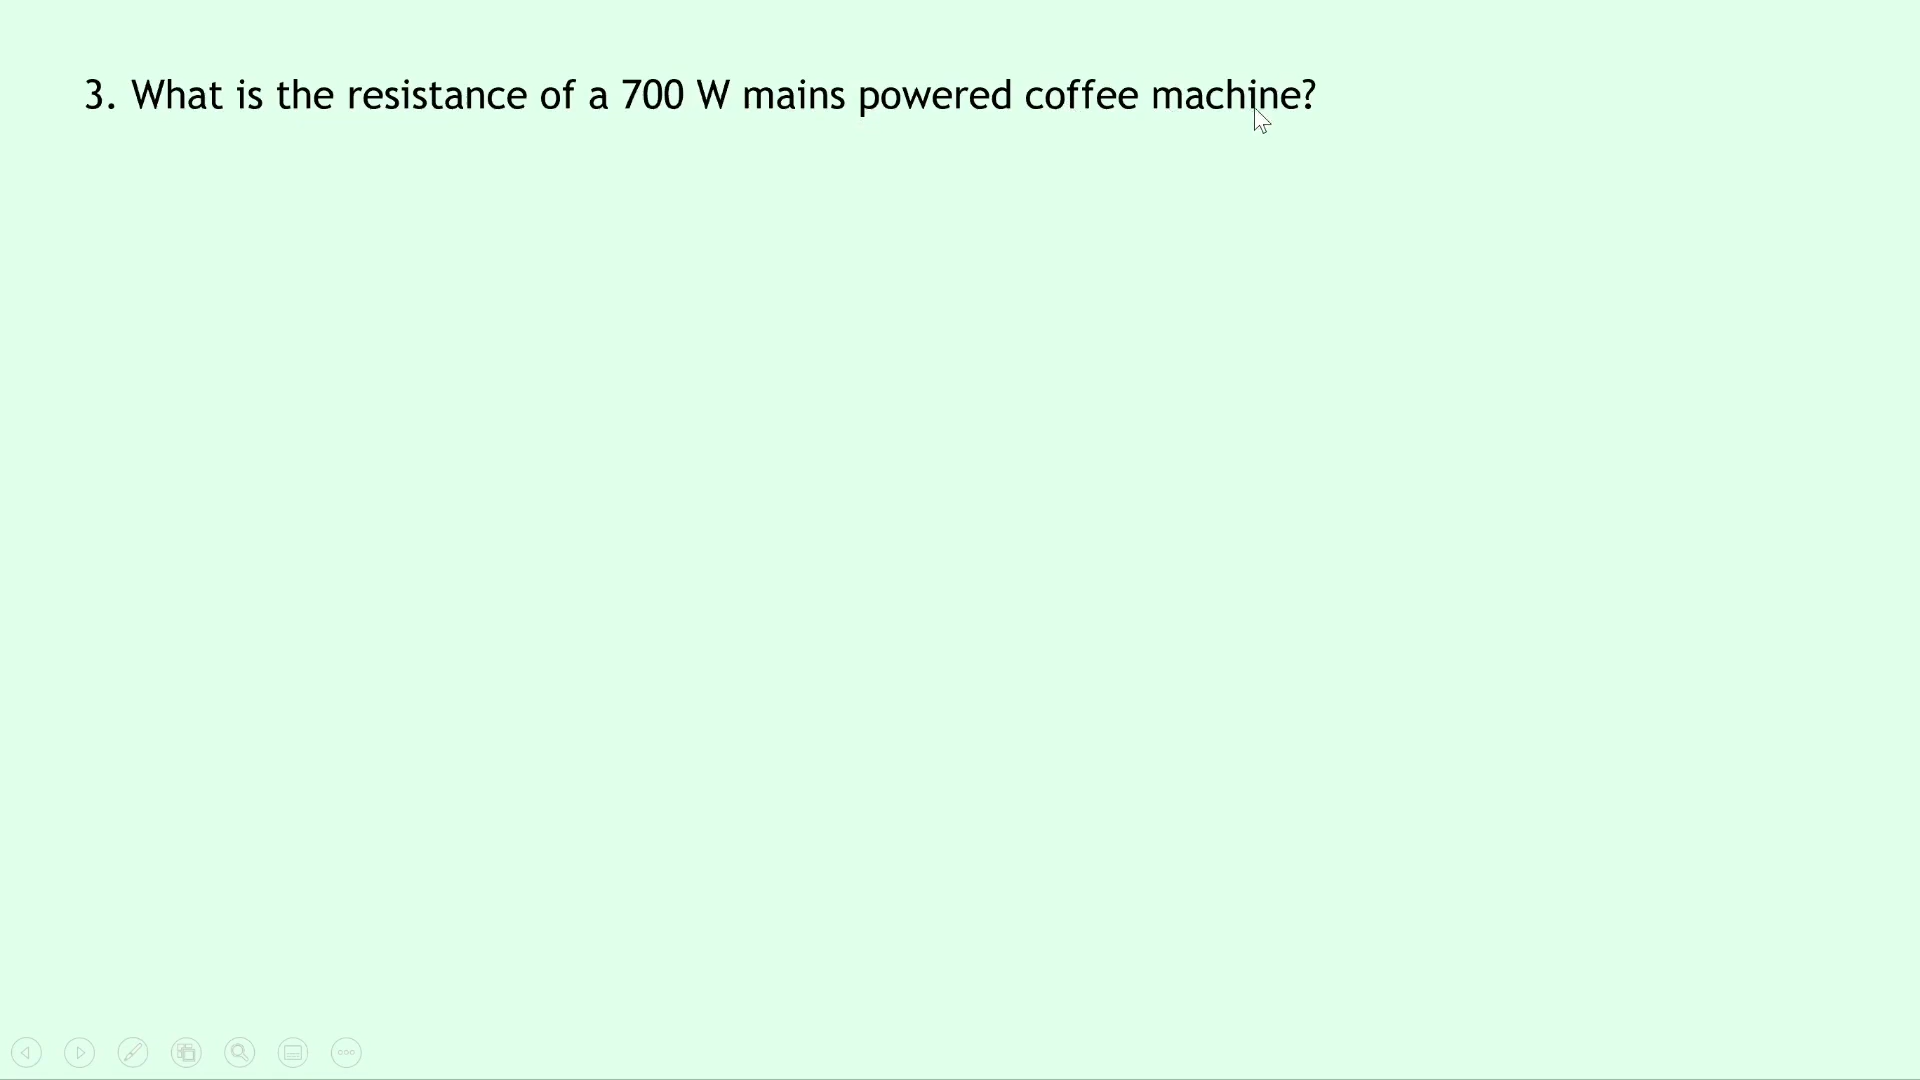 3. What is the resistance of a 700 W mains powered coffee machine?